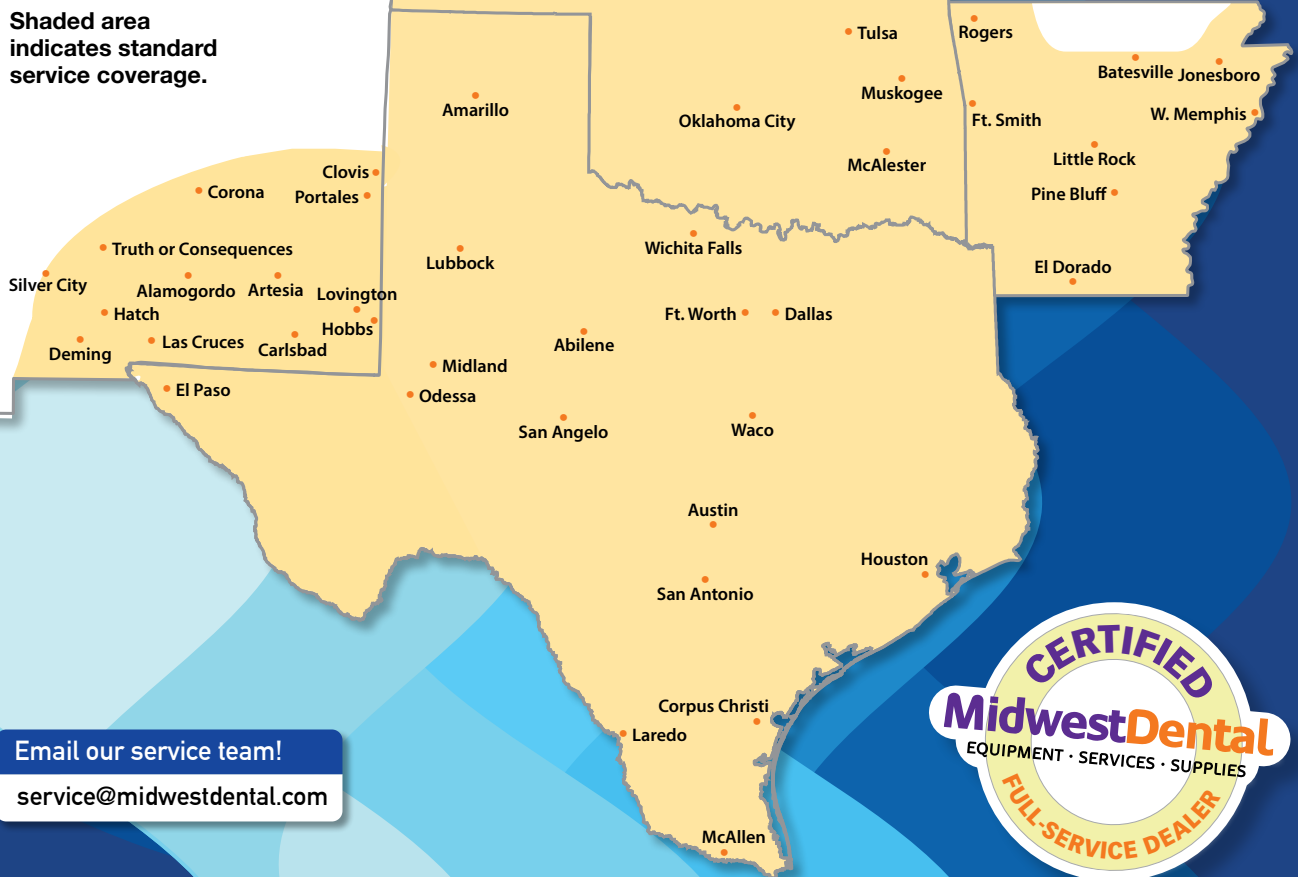 Shaded area
indicates standard
service coverage.
Tulsa
Rogers
Batesville
Jonesboro
Muskogee
Amarillo
Oklahoma City
Ft. Smith
W. Memphis
McAlester
Little Rock
Clovis
Corona
Portales
Pine Bluff
Truth or Consequences
Wichita Falls
Lubbock
El Dorado
Silver City
Alamogordo
Artesia
Lovington
Hatch
Ft. Worth
Dallas
Hobbs
Las Cruces
Carlsbad
Deming
Abilene
Midland
El Paso
Odessa
San Angelo
Waco
Austin
Houston
San Antonio
Corpus Christi
Laredo
McAllen
Email our service team!
service@midwestdental.com
CERTIFIED
MidwestDental
EQUIPMENT · SERVICES · SUPPLIES
FULL-SERVICE DEALER